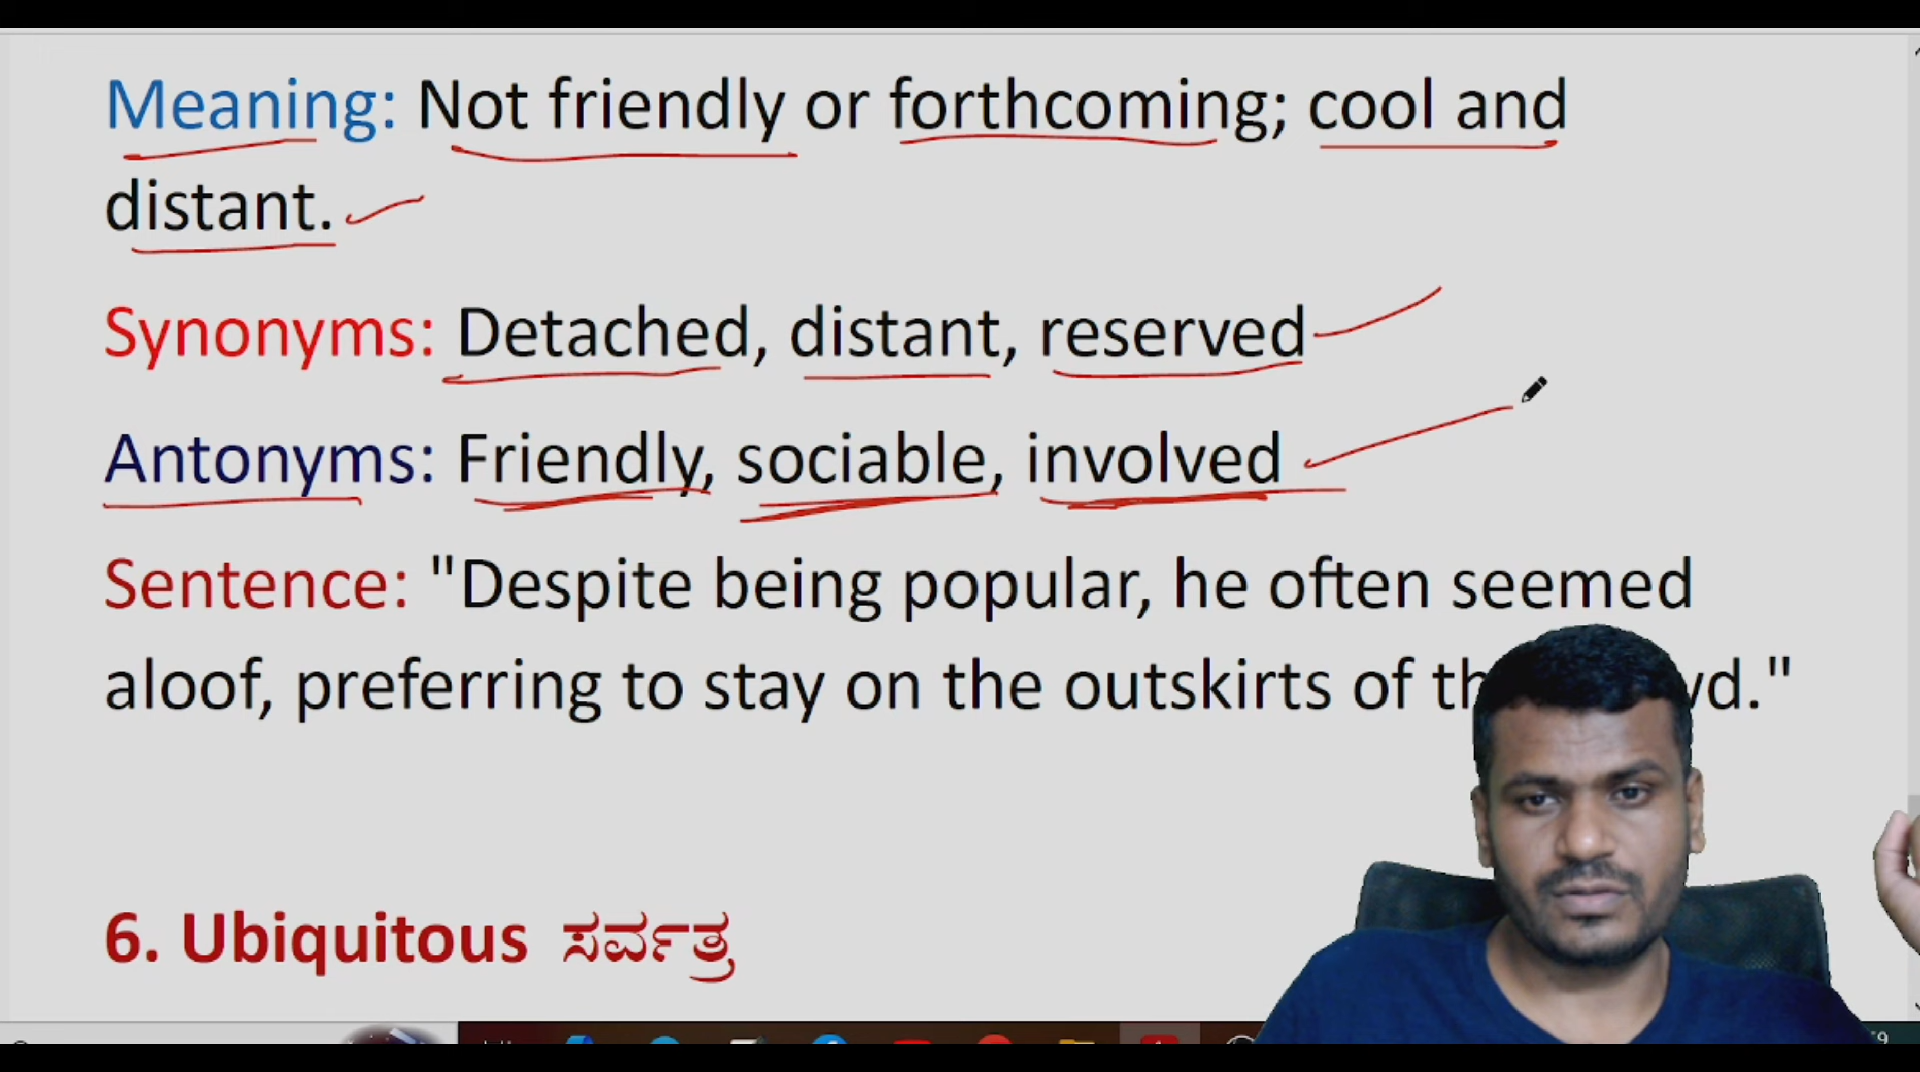 Meaning: Not friendly or forthcoming; cool and
distant.
Synonyms: Detached, distant, reserved
Antonyms: Friendly, sociable, involved
Sentence: "Despite being popular, he often seemed
aloof, preferring to stay on the outskirts of
6. Ubiquitous ಸರ್ವತ್ರ